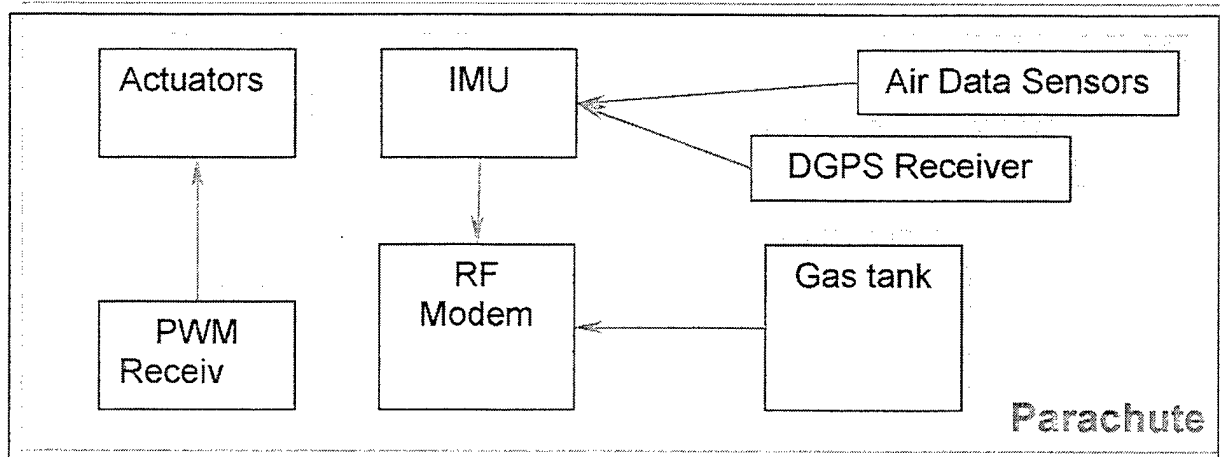 Actuators
IMU
Air Data Sensors
DGPS Receiver
RF
Modem
Gas tank
PWM
Receiv
Parachute